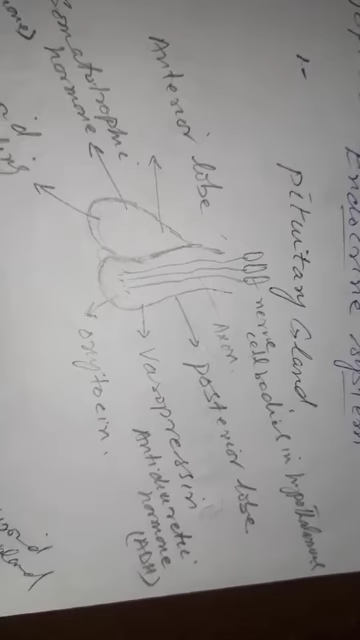 Endocrine System
1- Pituitary Gland
nerve
cell bodies in hypothalamus
Axon
posterior lobe
Anterior lobe
Somatotrophic
hormone
Vasopressin
Antidiuretic
hormone
(ADH)
oxytocin.